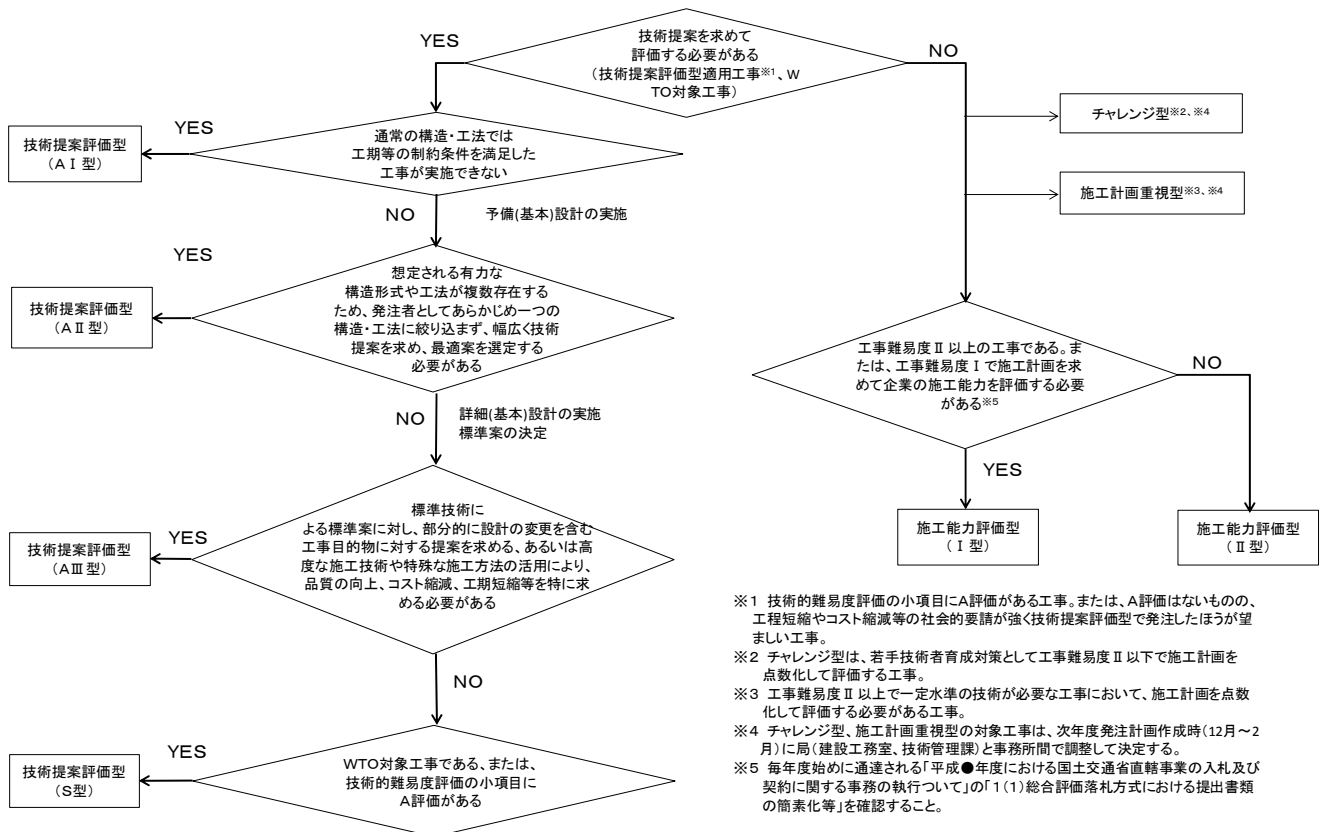 技術提案を求めて
評価する必要がある
(技術提案評価型適用工事※1、W
TO対象工事)
YES
NO
チャレンジ型※2、※4
施工計画重視型※3、※4
通常の構造・工法では
工期等の制約条件を満足した
工事が実施できない
YES
技術提案評価型
(AⅠ型)
NO
予備(基本)設計の実施
YES
想定される有力な
構造形式や工法が複数存在する
ため、発注者としてあらかじめ一つの
構造・工法に絞り込まず、幅広く技術
提案を求め、最適案を選定する
必要がある
技術提案評価型
(AⅡ型)
工事難易度Ⅱ以上の工事である。ま
たは、工事難易度Ⅰで施工計画を求
めて企業の施工能力を評価する必要
がある※5
NO
YES
NO
詳細(基本)設計の実施
標準案の決定
施工能力評価型
(Ⅰ型)
施工能力評価型
(Ⅱ型)
標準技術に
よる標準案に対し、部分的に設計の変更を含む
工事目的物に対する提案を求める、あるいは高
度な施工技術や特殊な施工方法の活用により、
品質の向上、コスト縮減、工期短縮等を特に求
める必要がある
YES
技術提案評価型
(AⅢ型)
NO
WTO対象工事である、または、
技術的難易度評価の小項目に
A評価がある
YES
技術提案評価型
(S型)
※1 技術的難易度評価の小項目にA評価がある工事。または、A評価はないものの、
工程短縮やコスト縮減等の社会的要請が強く技術提案評価型で発注したほうが望
ましい工事。
※2 チャレンジ型は、若手技術者育成対策として工事難易度Ⅱ以下で施工計画を
点数化して評価する工事。
※3 工事難易度Ⅱ以上で一定水準の技術が必要な工事において、施工計画を点数
化して評価する必要がある工事。
※4 チャレンジ型、施工計画重視型の対象工事は、次年度発注計画作成時(12月~2
月)に局(建設工務室、技術管理課)と事務所間で調整して決定する。
※5 毎年度始めに通達される「平成●年度における国土交通省直轄事業の入札及び
契約に関する事務の執行ついて」の「1(1)総合評価落札方式における提出書類
の簡素化等」を確認すること。